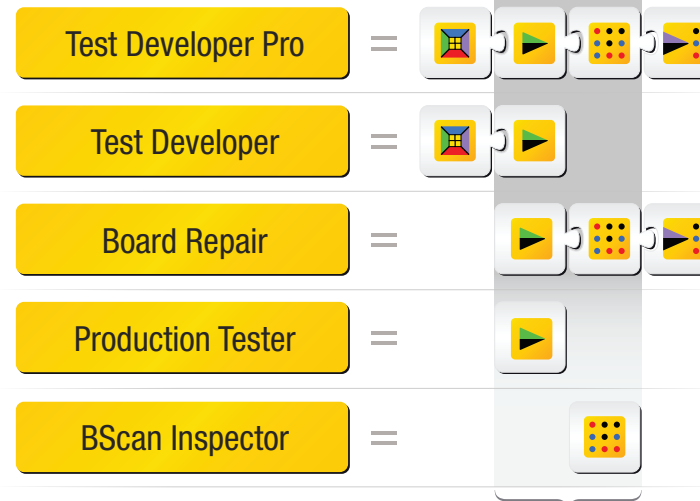 Test Developer Pro
Test Developer
Board Repair
Production Tester
BScan Inspector